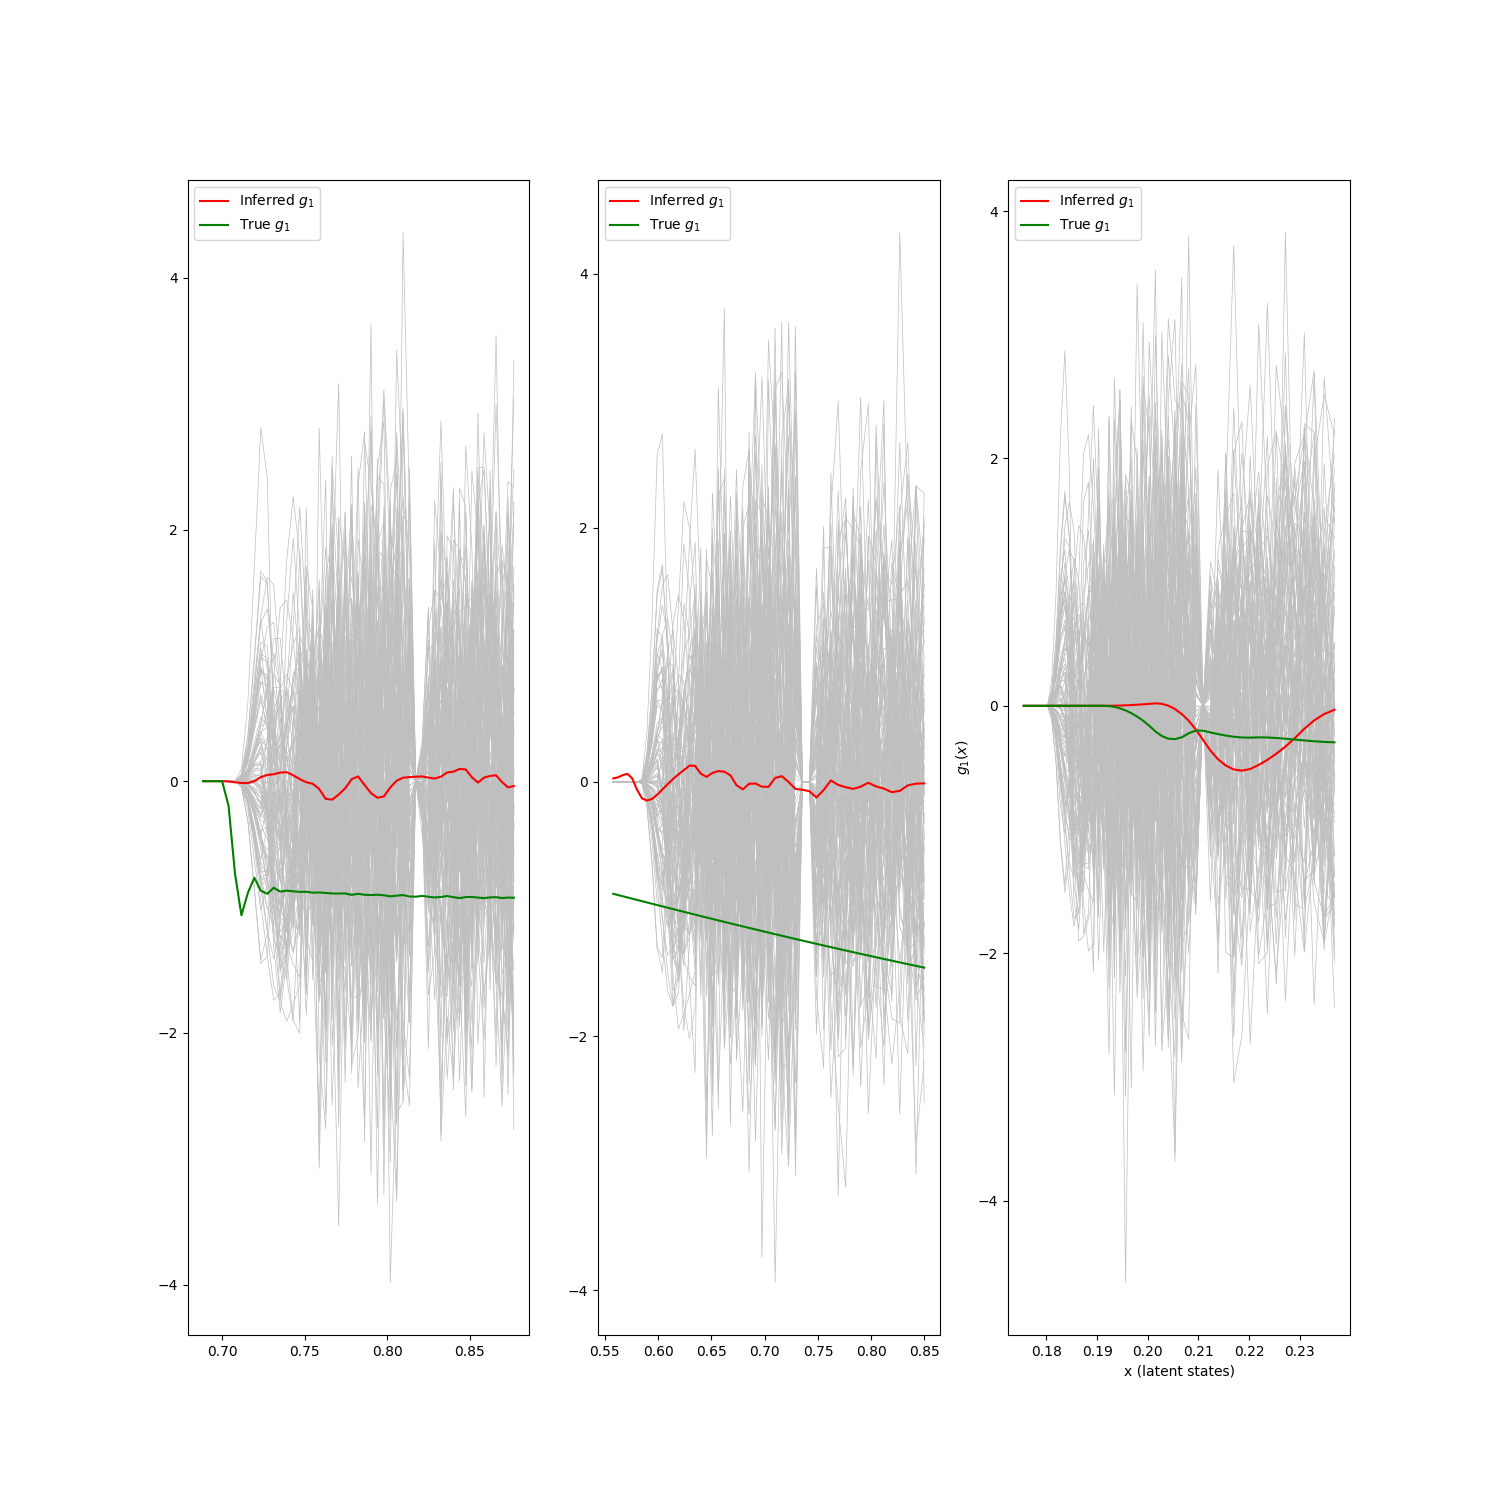 Inferred g₁
True g₁
4
2
0
−2
−4
0.70 0.75 0.80 0.85
Inferred g₁
True g₁
4
2
0
−2
−4
0.55 0.60 0.65 0.70 0.75 0.80 0.85
Inferred g₁
True g₁
4
2
0
−2
−4
g₁(x)
0.18 0.19 0.20 0.21 0.22 0.23
x (latent states)